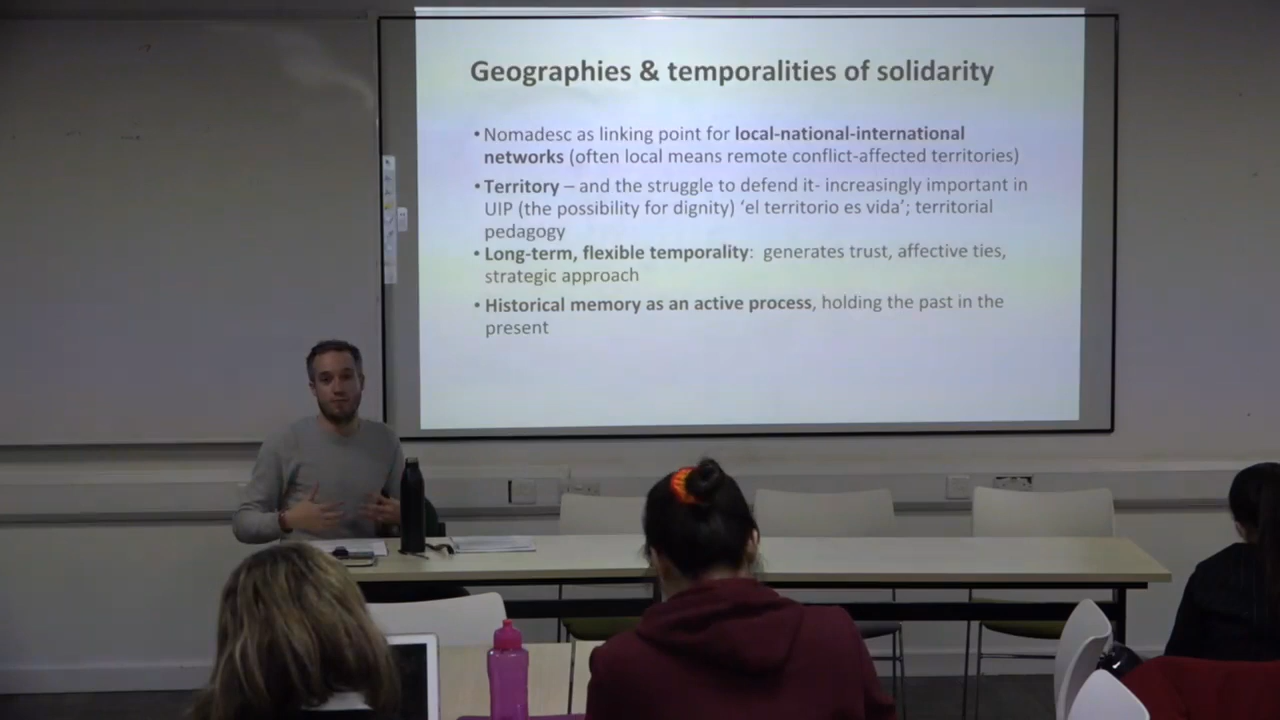 Geographies & temporalities of solidarity
• Nomadesc as linking point for local-national-international
networks (often local means remote conflict-affected territories)
• Territory – and the struggle to defend it- increasingly important in
UIP (the possibility for dignity) ‘el territorio es vida’; territorial
pedagogy
• Long-term, flexible temporality: generates trust, affective ties,
strategic approach
• Historical memory as an active process, holding the past in the
present